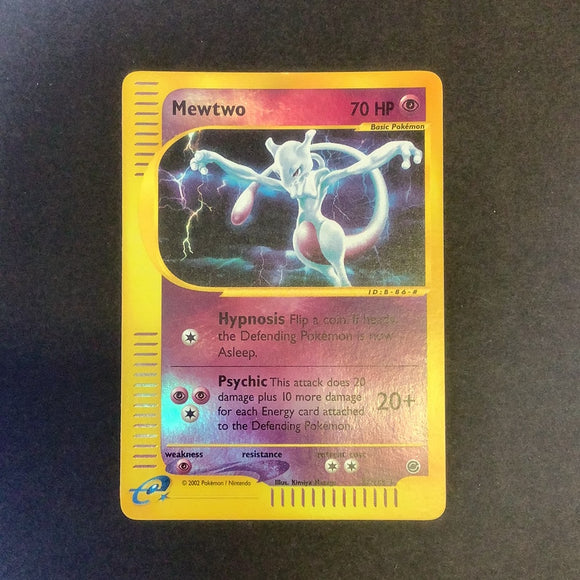 Mewtwo 70 HP
Basic Pokémon
ID:B-86-#
Hypnosis Flip a coin. If heads,
the Defending Pokémon is now
Asleep.
Psychic This attack does 20
damage plus 10 more damage
for each Energy card attached
to the Defending Pokémon.
20+
weakness resistance retreat cost
© 2002 Pokémon / Nintendo Illus. Kimiya